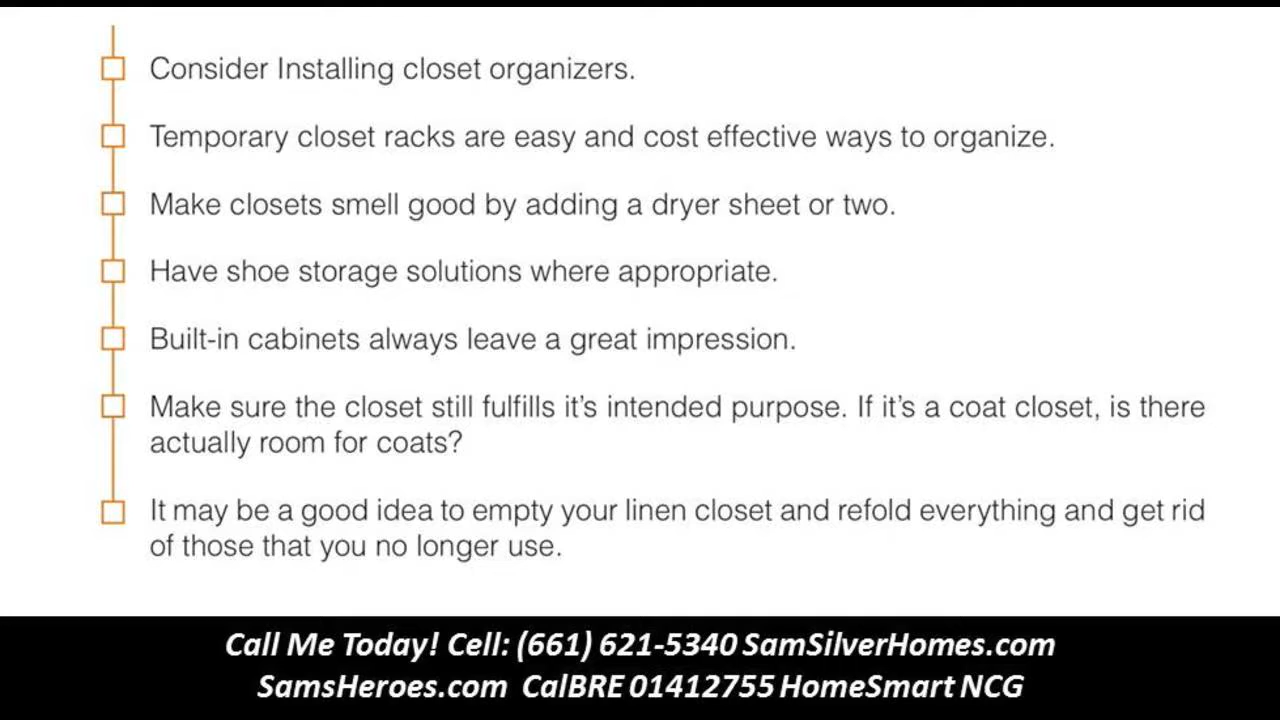 Consider Installing closet organizers.
Temporary closet racks are easy and cost effective ways to organize.
Make closets smell good by adding a dryer sheet or two.
Have shoe storage solutions where appropriate.
Built-in cabinets always leave a great impression.
Make sure the closet still fulfills it's intended purpose. If it's a coat closet, is there
actually room for coats?
It may be a good idea to empty your linen closet and refold everything and get rid
of those that you no longer use.
Call Me Today! Cell: (661) 621-5340 SamSilverHomes.com
SamsHeroes.com CalBRE 01412755 HomeSmart NCG